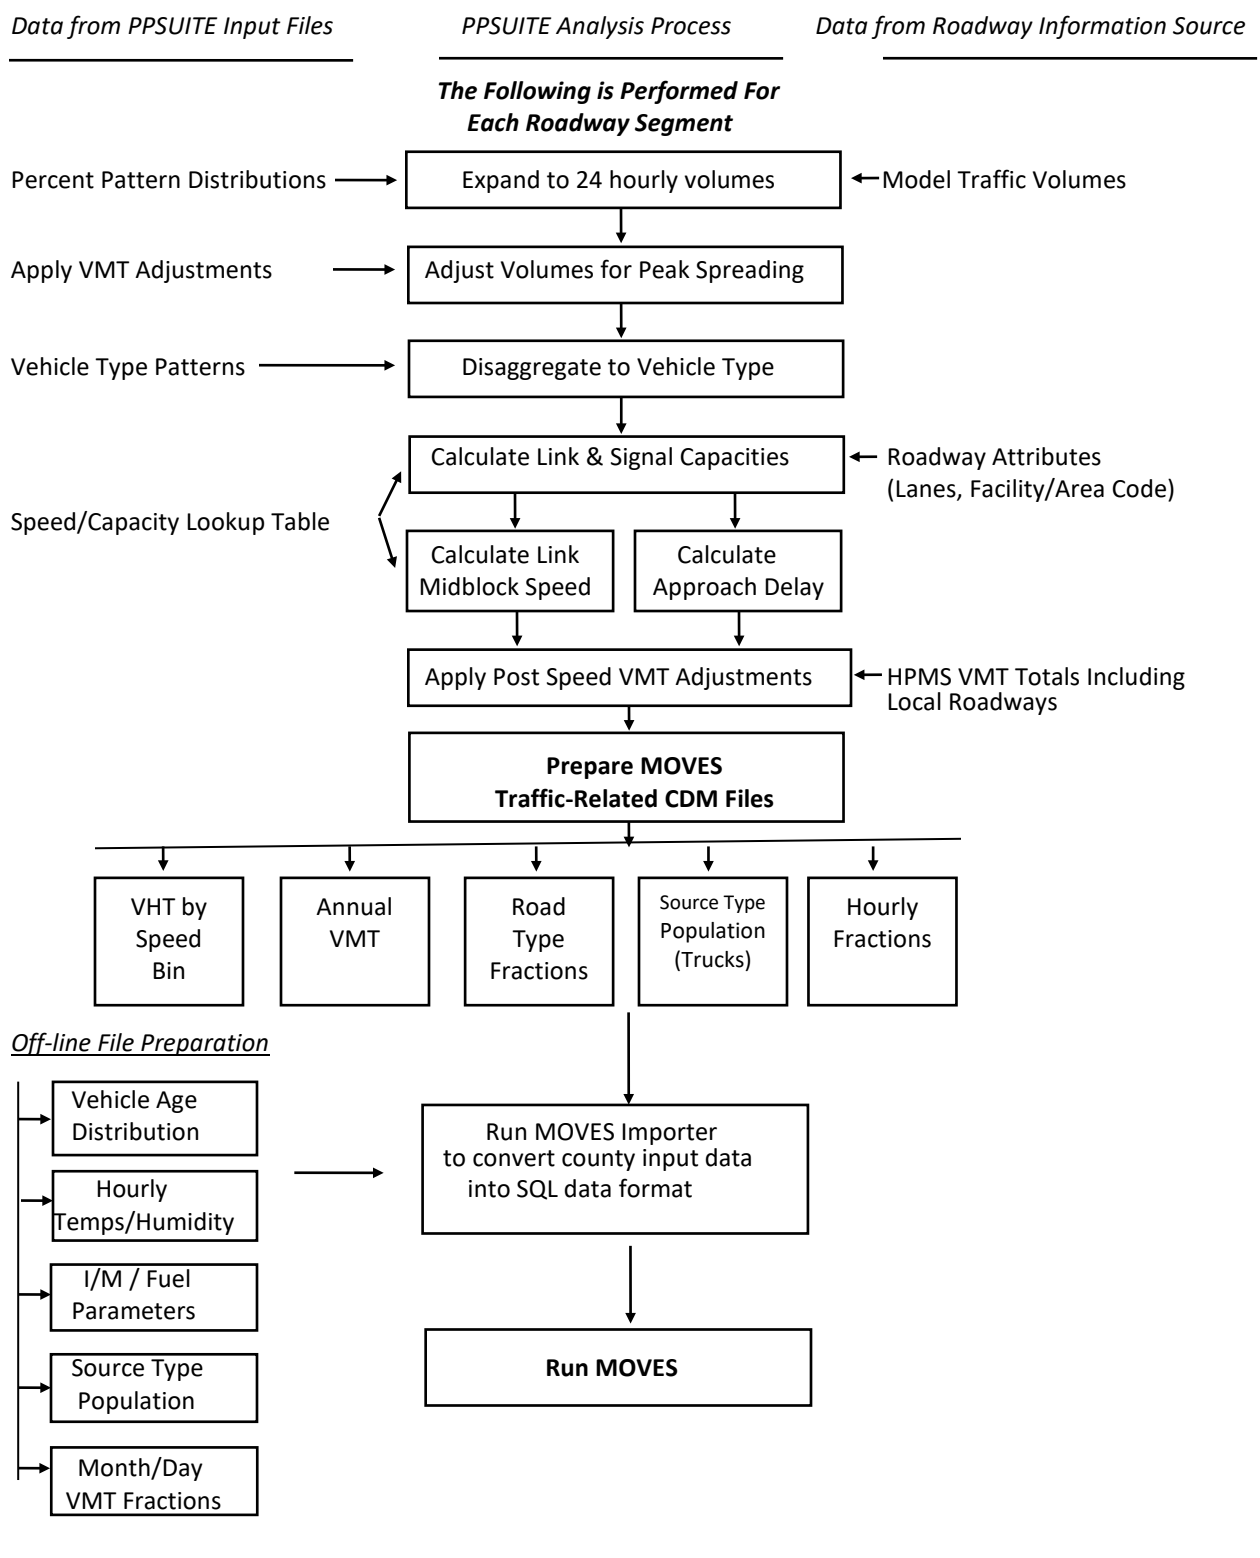 Data from PPSUITE Input Files
PPSUITE Analysis Process
Data from Roadway Information Source
The Following is Performed For
Each Roadway Segment
Percent Pattern Distributions
Expand to 24 hourly volumes
Model Traffic Volumes
Apply VMT Adjustments
Adjust Volumes for Peak Spreading
Vehicle Type Patterns
Disaggregate to Vehicle Type
Calculate Link & Signal Capacities
Roadway Attributes
(Lanes, Facility/Area Code)
Speed/Capacity Lookup Table
Calculate Link
Midblock Speed
Calculate
Approach Delay
Apply Post Speed VMT Adjustments
HPMS VMT Totals Including
Local Roadways
Prepare MOVES
Traffic-Related CDM Files
VHT by
Speed
Bin
Annual
VMT
Road
Type
Fractions
Source Type
Population
(Trucks)
Hourly
Fractions
Off-line File Preparation
Vehicle Age
Distribution
Hourly
Temps/Humidity
I/M / Fuel
Parameters
Source Type
Population
Month/Day
VMT Fractions
Run MOVES Importer
to convert county input data
into SQL data format
Run MOVES